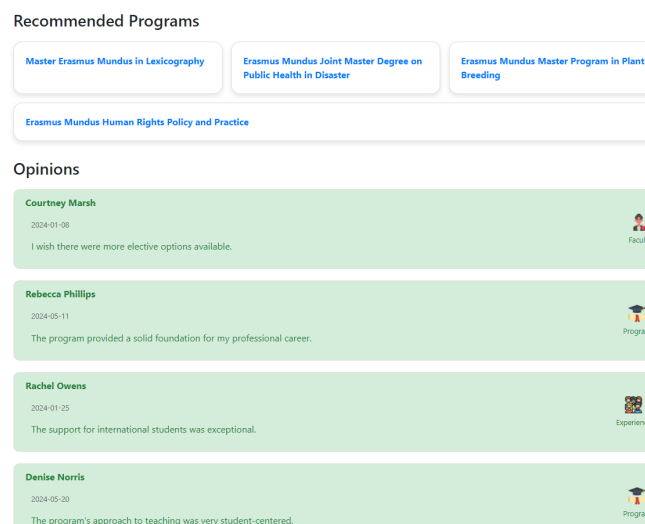 Recommended Programs
Master Erasmus Mundus in Lexicography
Erasmus Mundus Joint Master Degree on
Public Health in Disaster
Erasmus Mundus Master Program in Plant
Breeding
Erasmus Mundus Human Rights Policy and Practice
Opinions
Courtney Marsh
2024-01-08
I wish there were more elective options available.
Facul
Rebecca Phillips
2024-05-11
The program provided a solid foundation for my professional career.
Progra
Rachel Owens
2024-01-25
The support for international students was exceptional.
Experien
Denise Norris
2024-05-20
The program's approach to teaching was very student-centered.
Progra